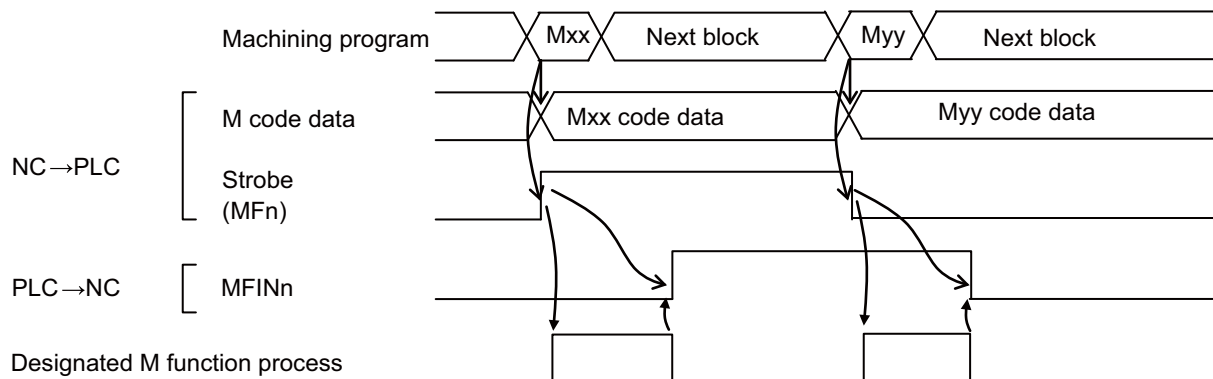 Machining program
Mxx
Next block
Myy
Next block
M code data
Mxx code data
Myy code data
NC→PLC
Strobe
(MFn)
PLC→NC
MFINn
Designated M function process